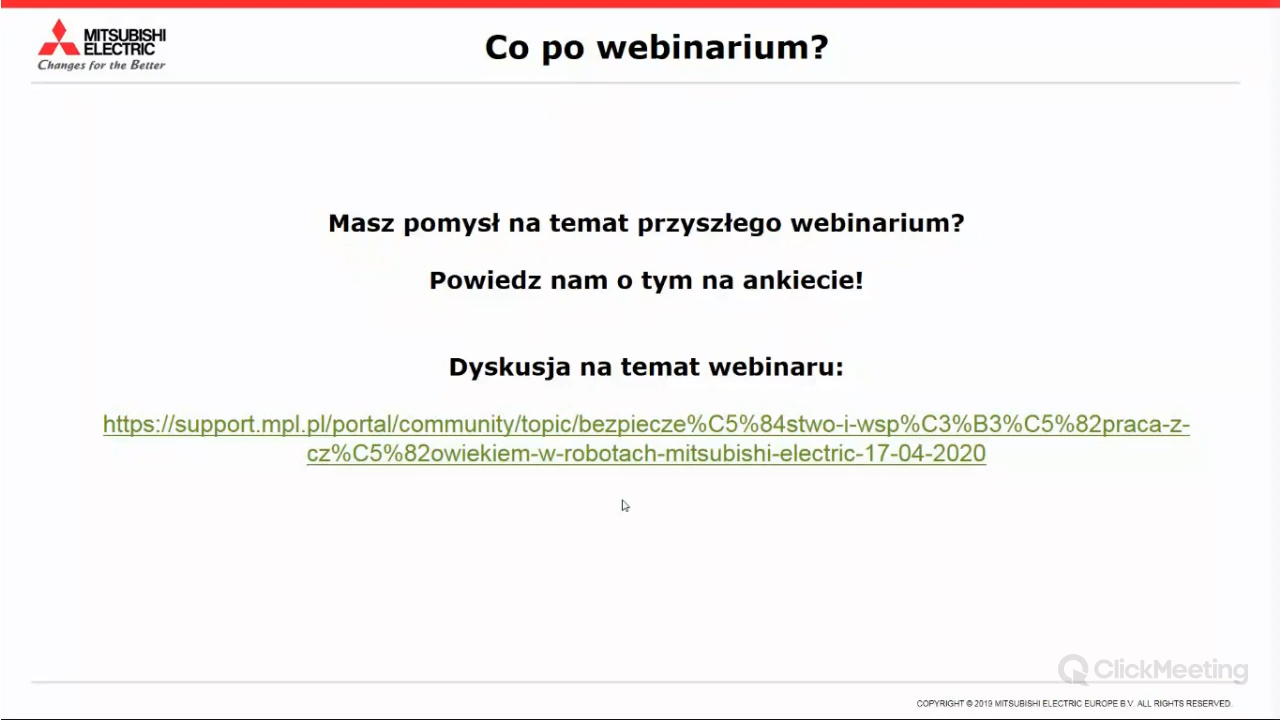 MITSUBISHI
ELECTRIC
Changes for the Better
Co po webinarium?
Masz pomysł na temat przyszłego webinarium?
Powiedz nam o tym na ankiecie!
Dyskusja na temat webinaru:
https://support.mpl.pl/portal/community/topic/bezpiecze%C5%84stwo-i-wsp%C3%B3%C5%82praca-z-
cz%C5%82owiekiem-w-robotach-mitsubishi-electric-17-04-2020
ClickMeeting
COPYRIGHT © 2019 MITSUBISHI ELECTRIC EUROPE B.V. ALL RIGHTS RESERVED.